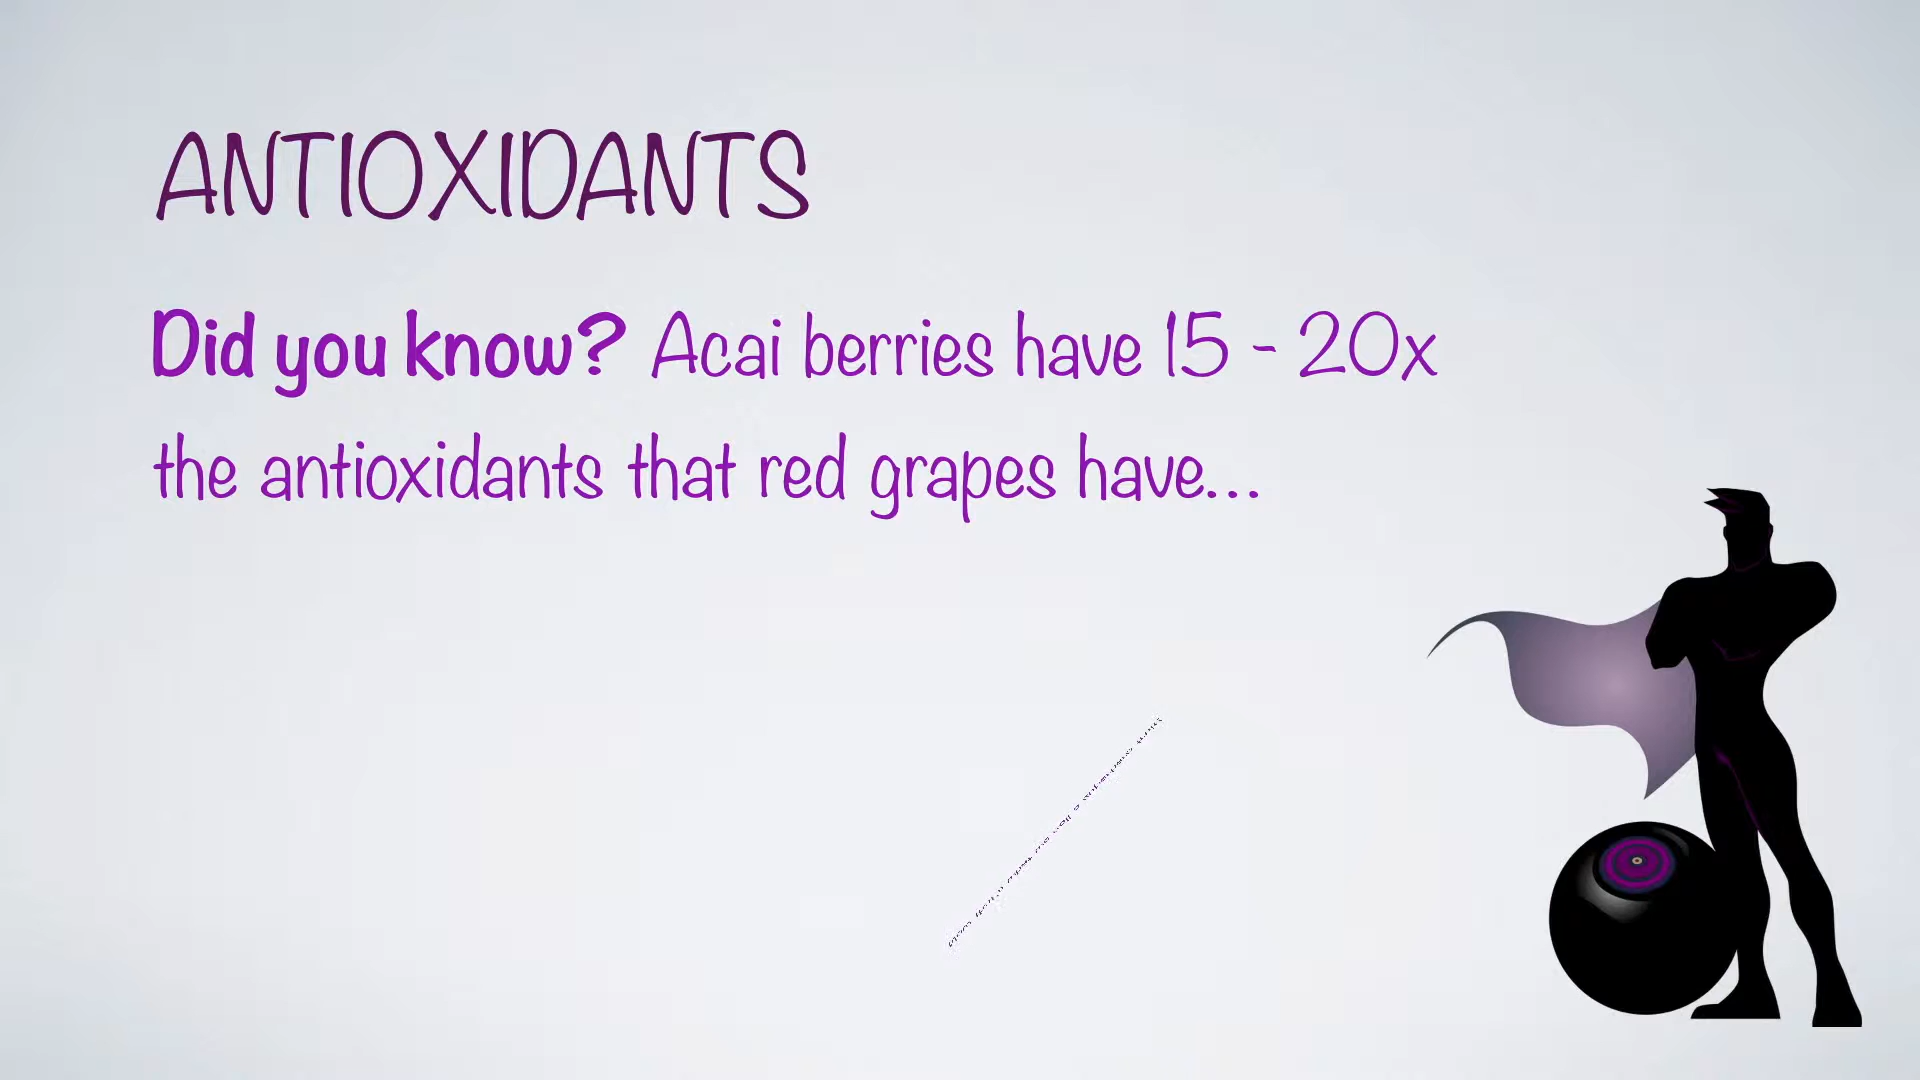 ANTIOXIDANTS
Did you know? Acai berries have 15 - 20x
the antioxidants that red grapes have...